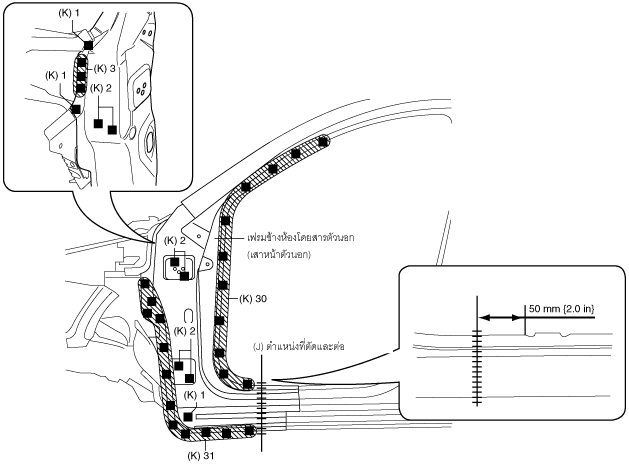 (K) 1
(K) 3
(K) 1
(K) 2
(K) 2
เฟรมข้างห้องโดยสารตัวนอก
(เสาหน้าตัวนอก)
(K) 30
50 mm {2.0 in}
(K) 2
(J) ตำแหน่งที่ตัดและต่อ
(K) 1
(K) 31